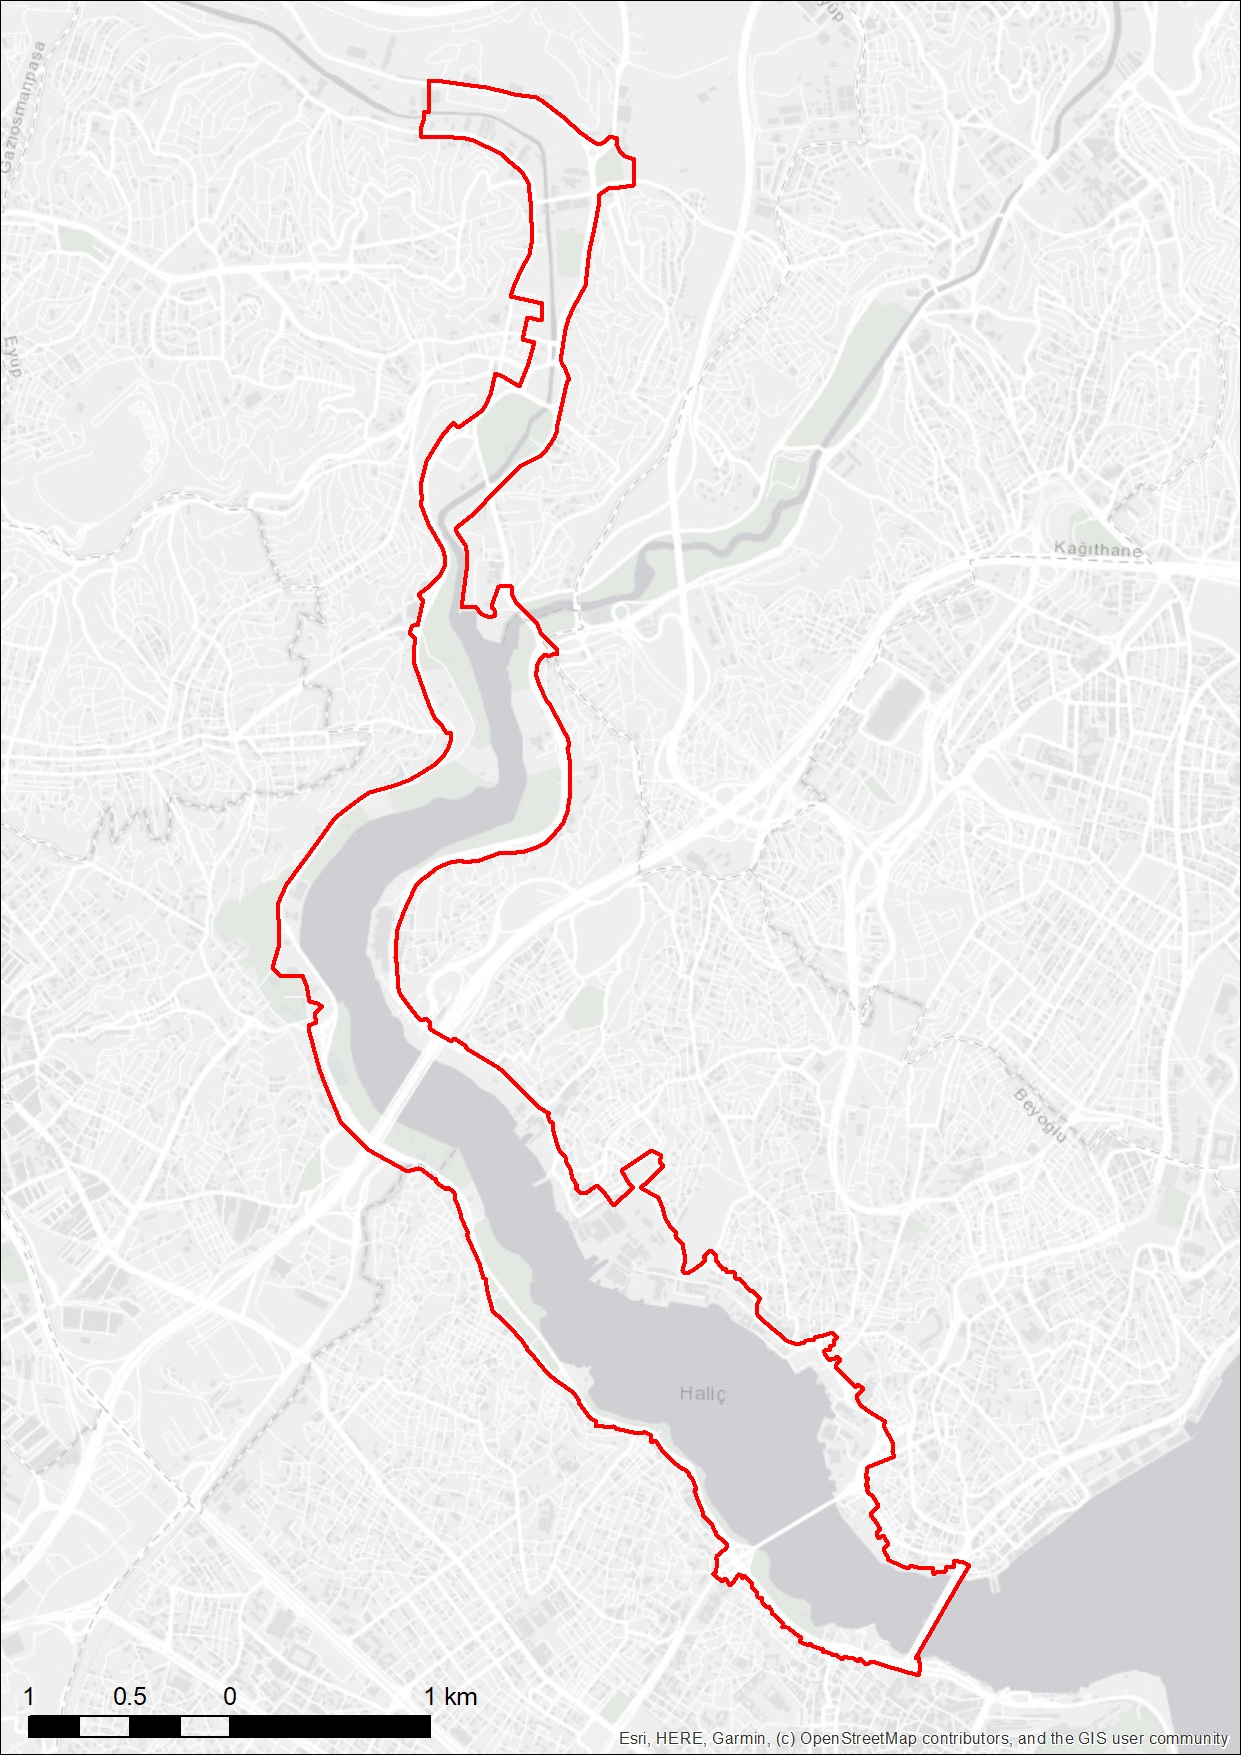 Eyüp
Gaziosmanpaşa
Eyüp
Kağıthane
Beyoğlu
Haliç
1 0.5 0 1 km
Esri, HERE, Garmin, (c) OpenStreetMap contributors, and the GIS user community